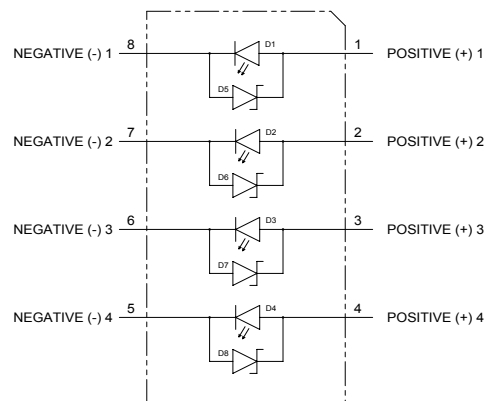 NEGATIVE (-) 1 8 D1 1 POSITIVE (+) 1
D5
NEGATIVE (-) 2 7 D2 2 POSITIVE (+) 2
D6
NEGATIVE (-) 3 6 D3 3 POSITIVE (+) 3
D7
NEGATIVE (-) 4 5 D4 4 POSITIVE (+) 4
D8